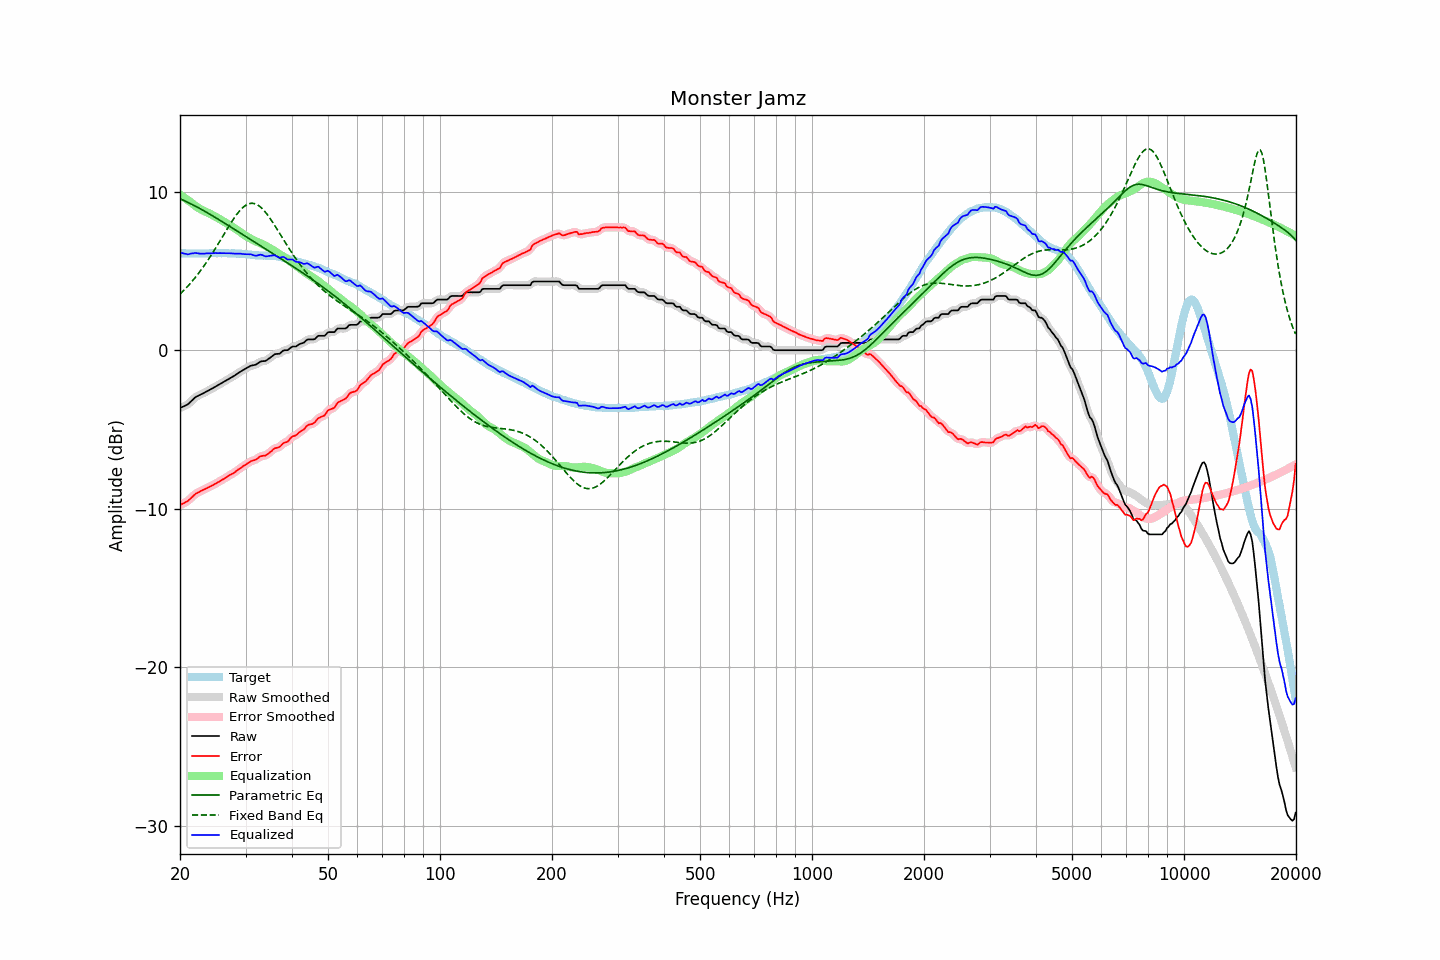 Monster Jamz
Amplitude (dBr)
10
0
−10
−20
−30
Target
Raw Smoothed
Error Smoothed
Raw
Error
Equalization
Parametric Eq
Fixed Band Eq
Equalized
20 50 100 200 500 1000 2000 5000 10000 20000
Frequency (Hz)